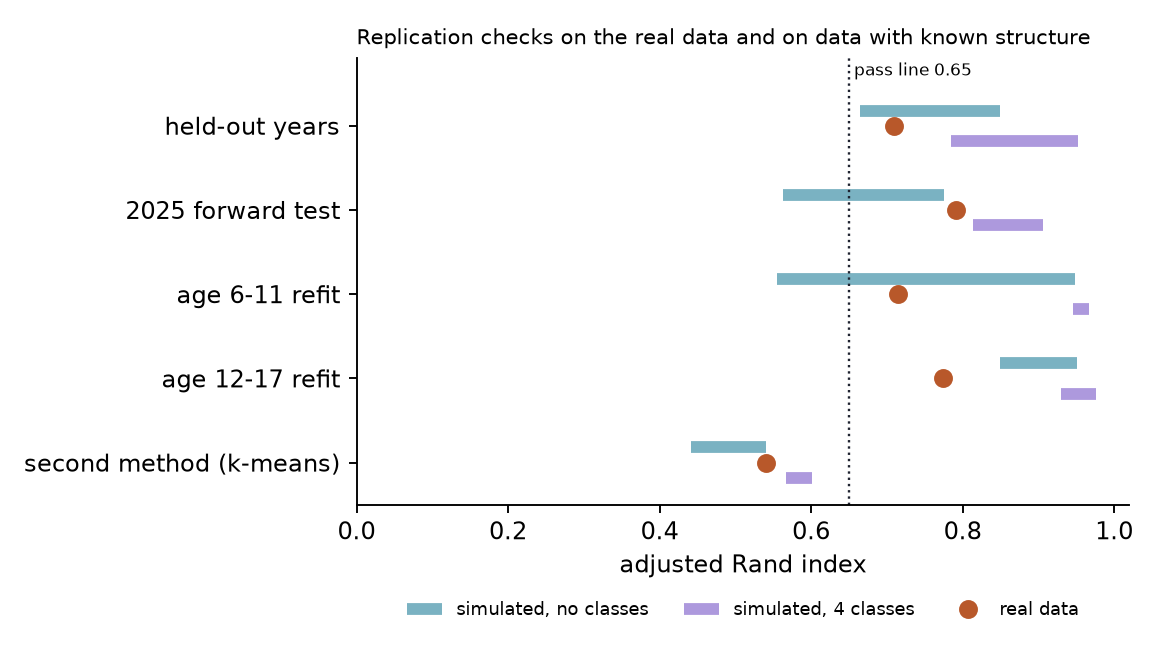 Replication checks on the real data and on data with known structure
pass line 0.65
held-out years
2025 forward test
age 6-11 refit
age 12-17 refit
second method (k-means)
0.0 0.2 0.4 0.6 0.8 1.0
adjusted Rand index
simulated, no classes simulated, 4 classes real data